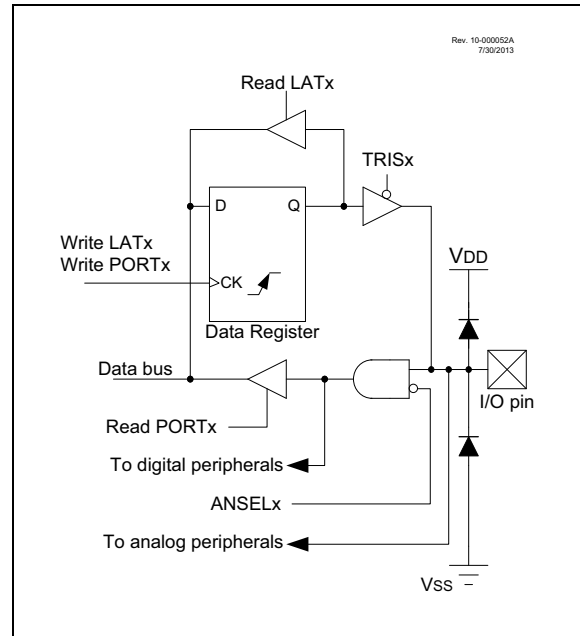 Rev. 10-000052A
7/30/2013
Read LATx
TRISx
D
Q
Write LATx
Write PORTx
CK
VDD
Data Register
Data bus
I/O pin
Read PORTx
To digital peripherals
ANSELx
To analog peripherals
Vss